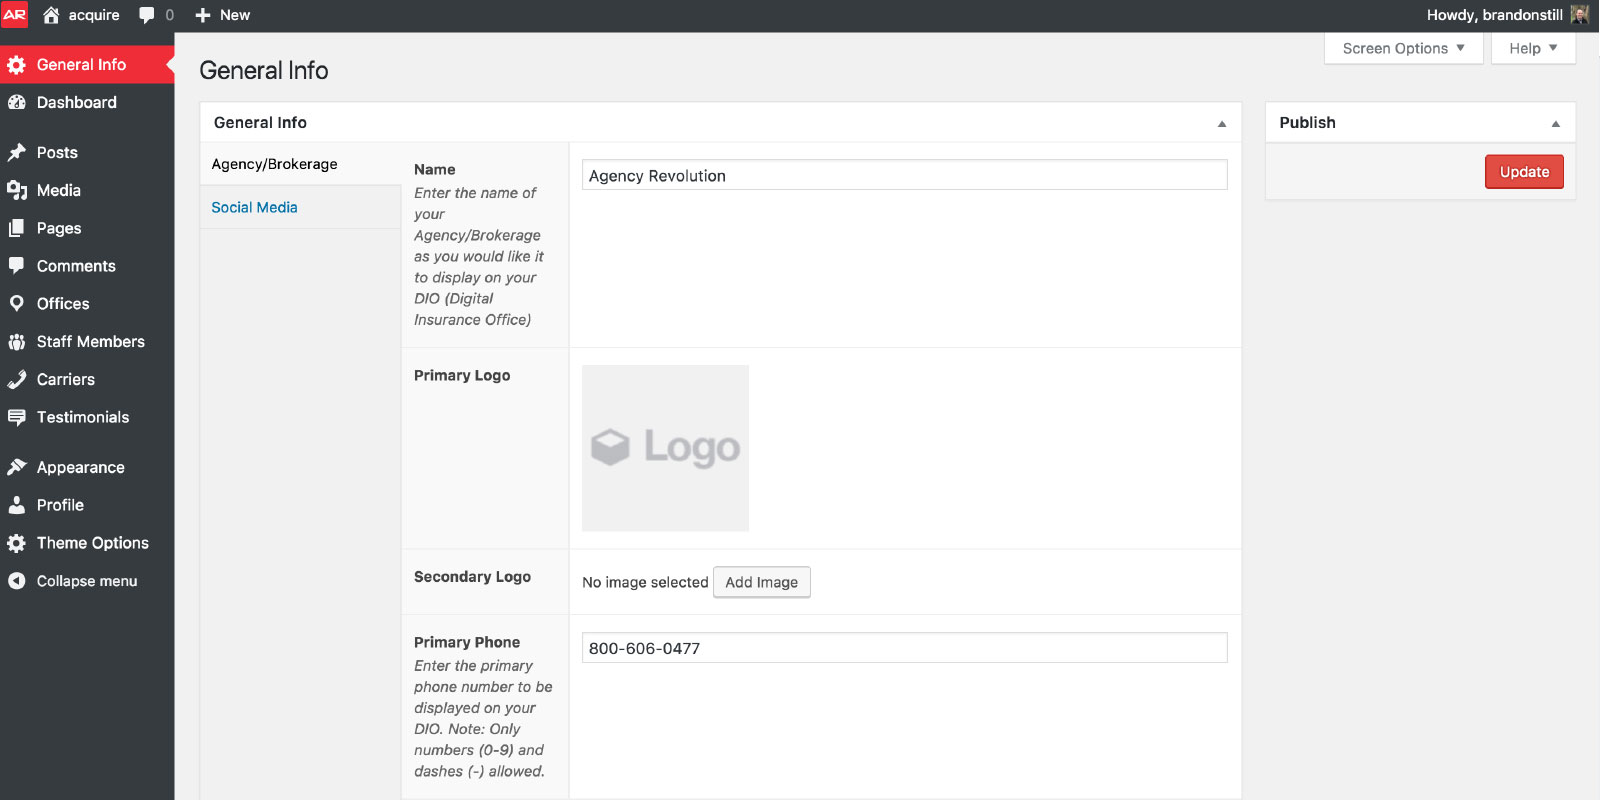 AR acquire 0 New Howdy, brandonstill
Screen Options Help
General Info
Dashboard
Posts
Media
Pages
Comments
Offices
Staff Members
Carriers
Testimonials
Appearance
Profile
Theme Options
Collapse menu
General Info
General Info
Agency/Brokerage
Social Media
Name
Enter the name of
your
Agency/Brokerage
as you would like it
to display on your
DIO (Digital
Insurance Office)
Agency Revolution
Primary Logo
Logo
Secondary Logo
No image selected Add Image
Primary Phone
Enter the primary
phone number to be
displayed on your
DIO. Note: Only
numbers (0-9) and
dashes (-) allowed.
800-606-0477
Publish
Update